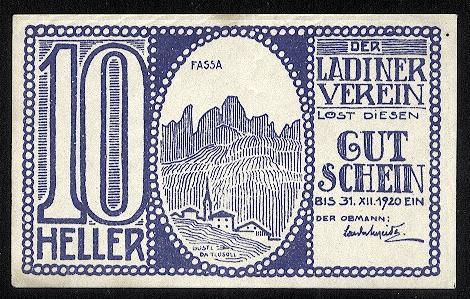 10
HELLER
FASSA
DER
LADINER
VEREIN
LÖST DIESEN
GUT
SCHEIN
BIS 31. XII. 1920 EIN
DER OBMANN: